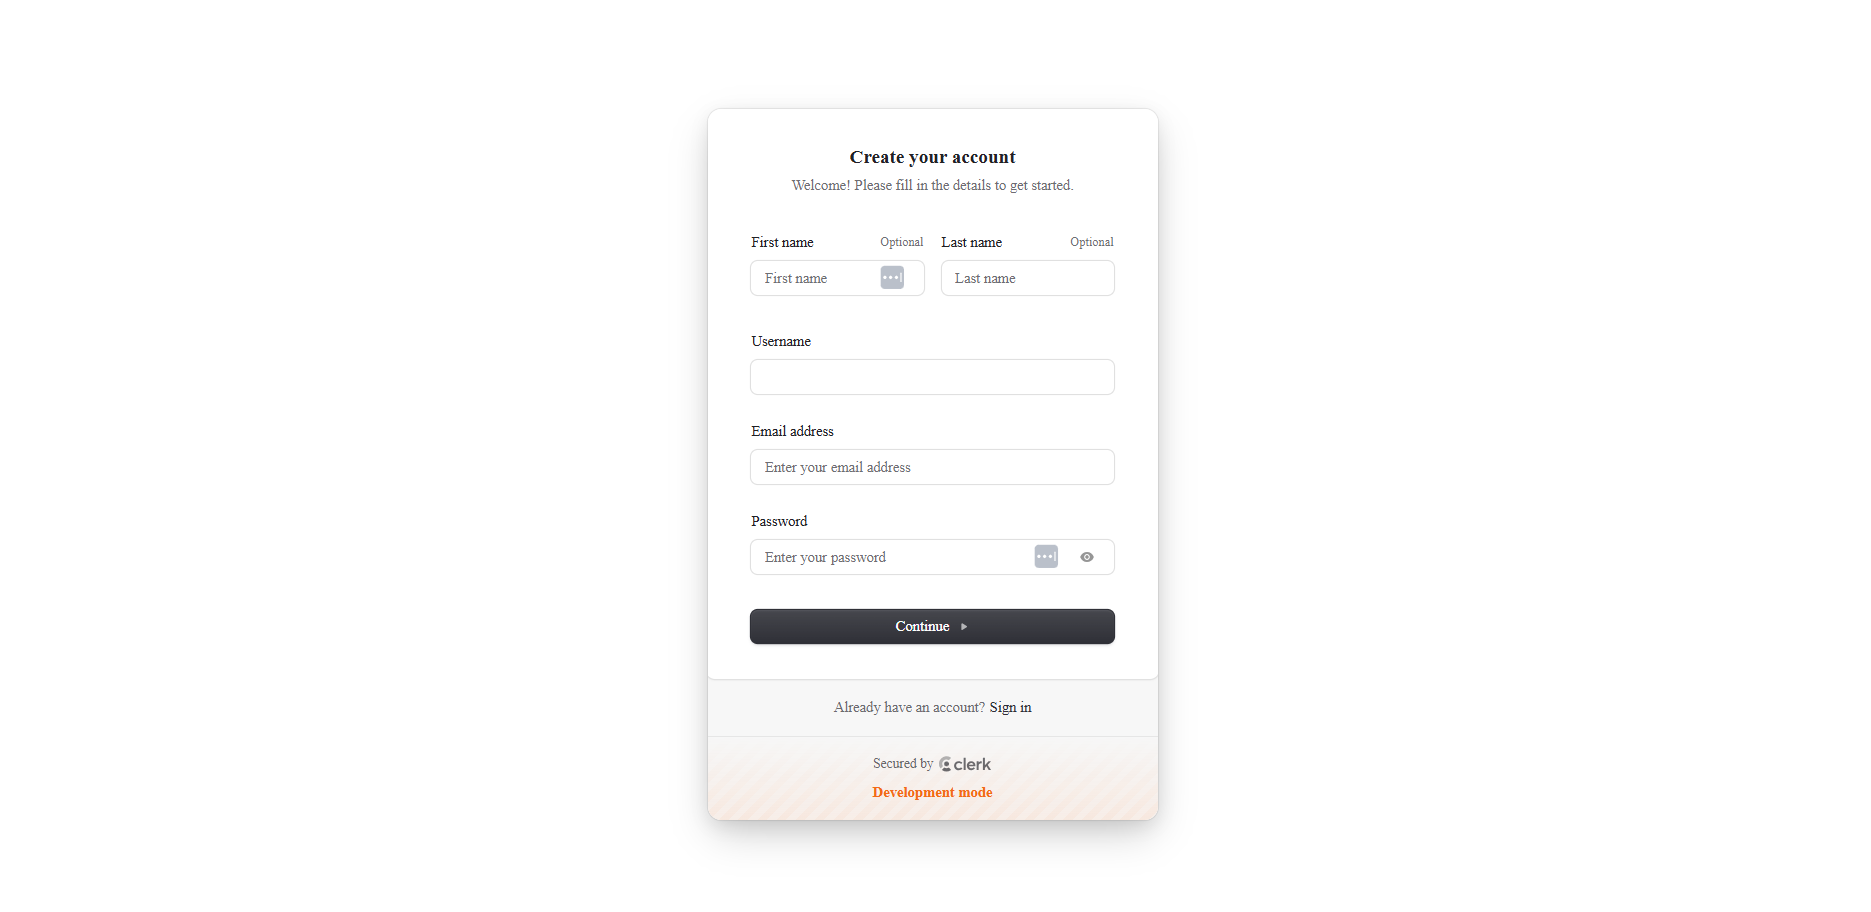 Create your account
Welcome! Please fill in the details to get started.
First name Optional Last name Optional
First name Last name
Username
Email address
Enter your email address
Password
Enter your password
Continue
Already have an account? Sign in
Secured by clerk
Development mode